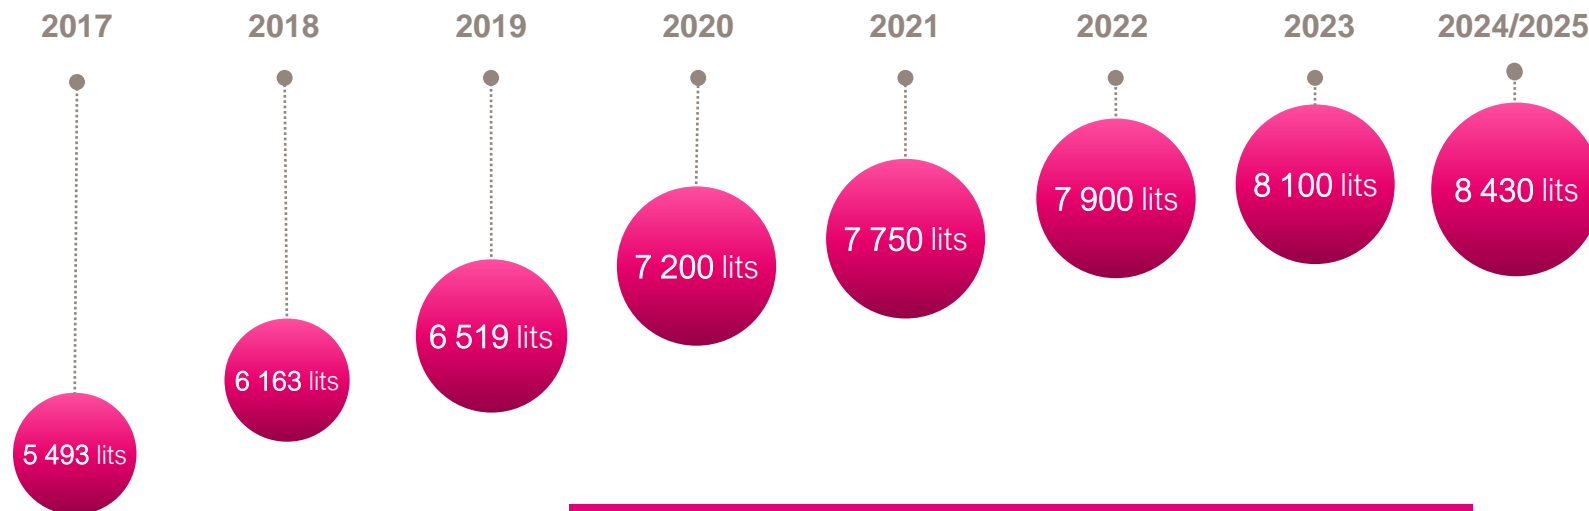 2017 2018 2019 2020 2021 2022 2023 2024/2025
5 493 lits
6 163 lits
6 519 lits
7 200 lits
7 750 lits
7 900 lits
8 100 lits
8 430 lits